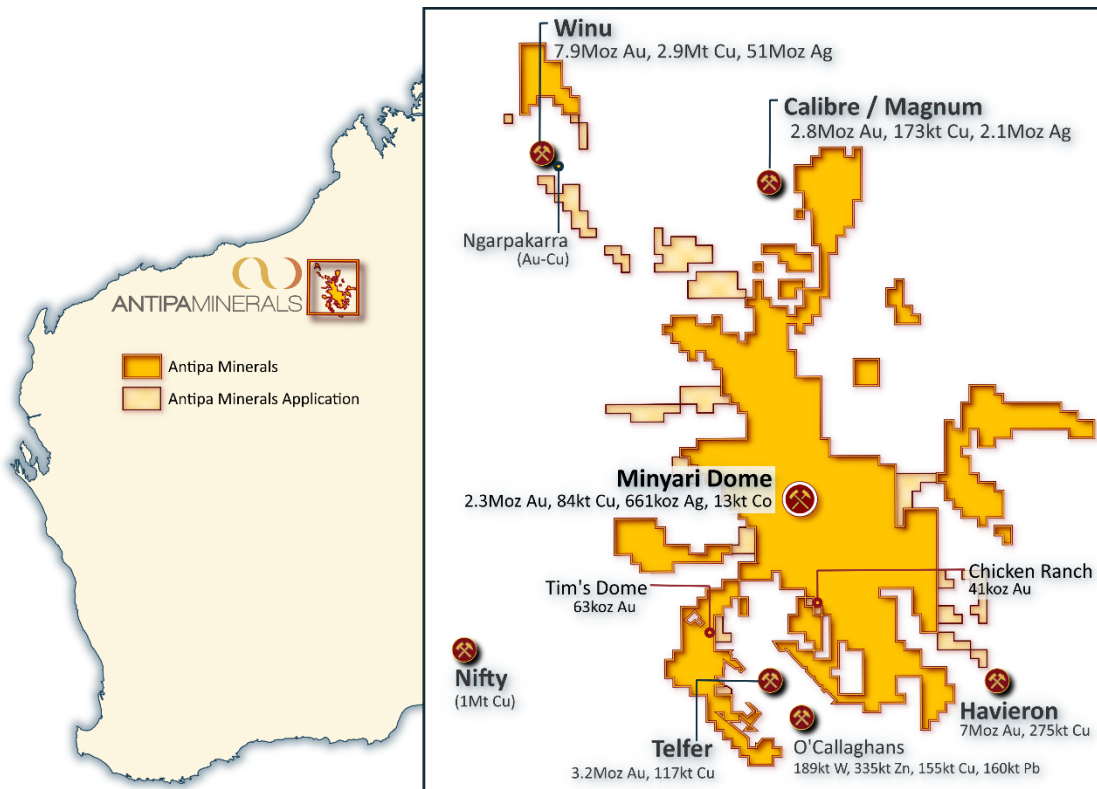 Winu
7.9Moz Au, 2.9Mt Cu, 51Moz Ag
Calibre / Magnum
2.8Moz Au, 173kt Cu, 2.1Moz Ag
Ngarpakarra
(Au-Cu)
A
ANTIPAMINERALS
Antipa Minerals
Antipa Minerals Application
Minyari Dome
2.3Moz Au, 84kt Cu, 661koz Ag, 13kt Co
Tim's Dome
63koz Au
Chicken Ranch
41koz Au
Nifty
(1Mt Cu)
Telfer
3.2Moz Au, 117kt Cu
O'Callaghans
189kt W, 335kt Zn, 155kt Cu, 160kt Pb
Havieron
7Moz Au, 275kt Cu